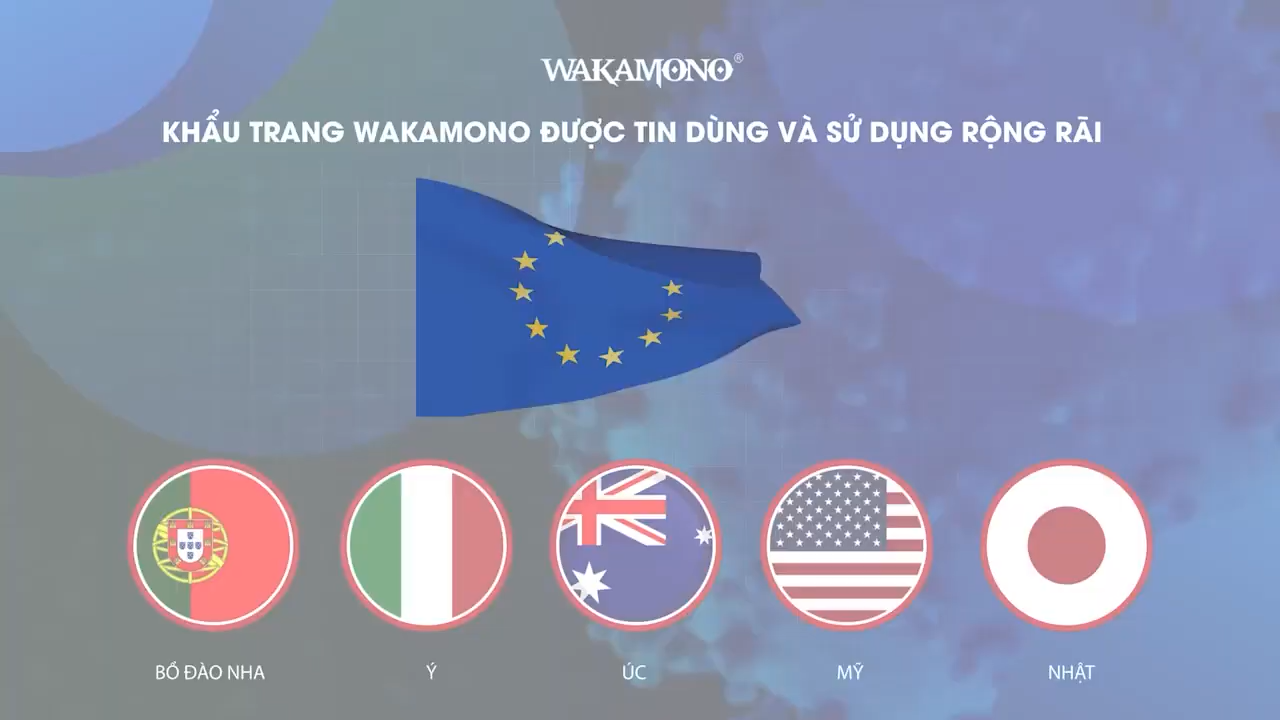 WAKAMONO®
KHẨU TRANG WAKAMONO ĐƯỢC TIN DÙNG VÀ SỬ DỤNG RỘNG RÃI
BỒ ĐÀO NHA
Ý
ÚC
MỸ
NHẬT